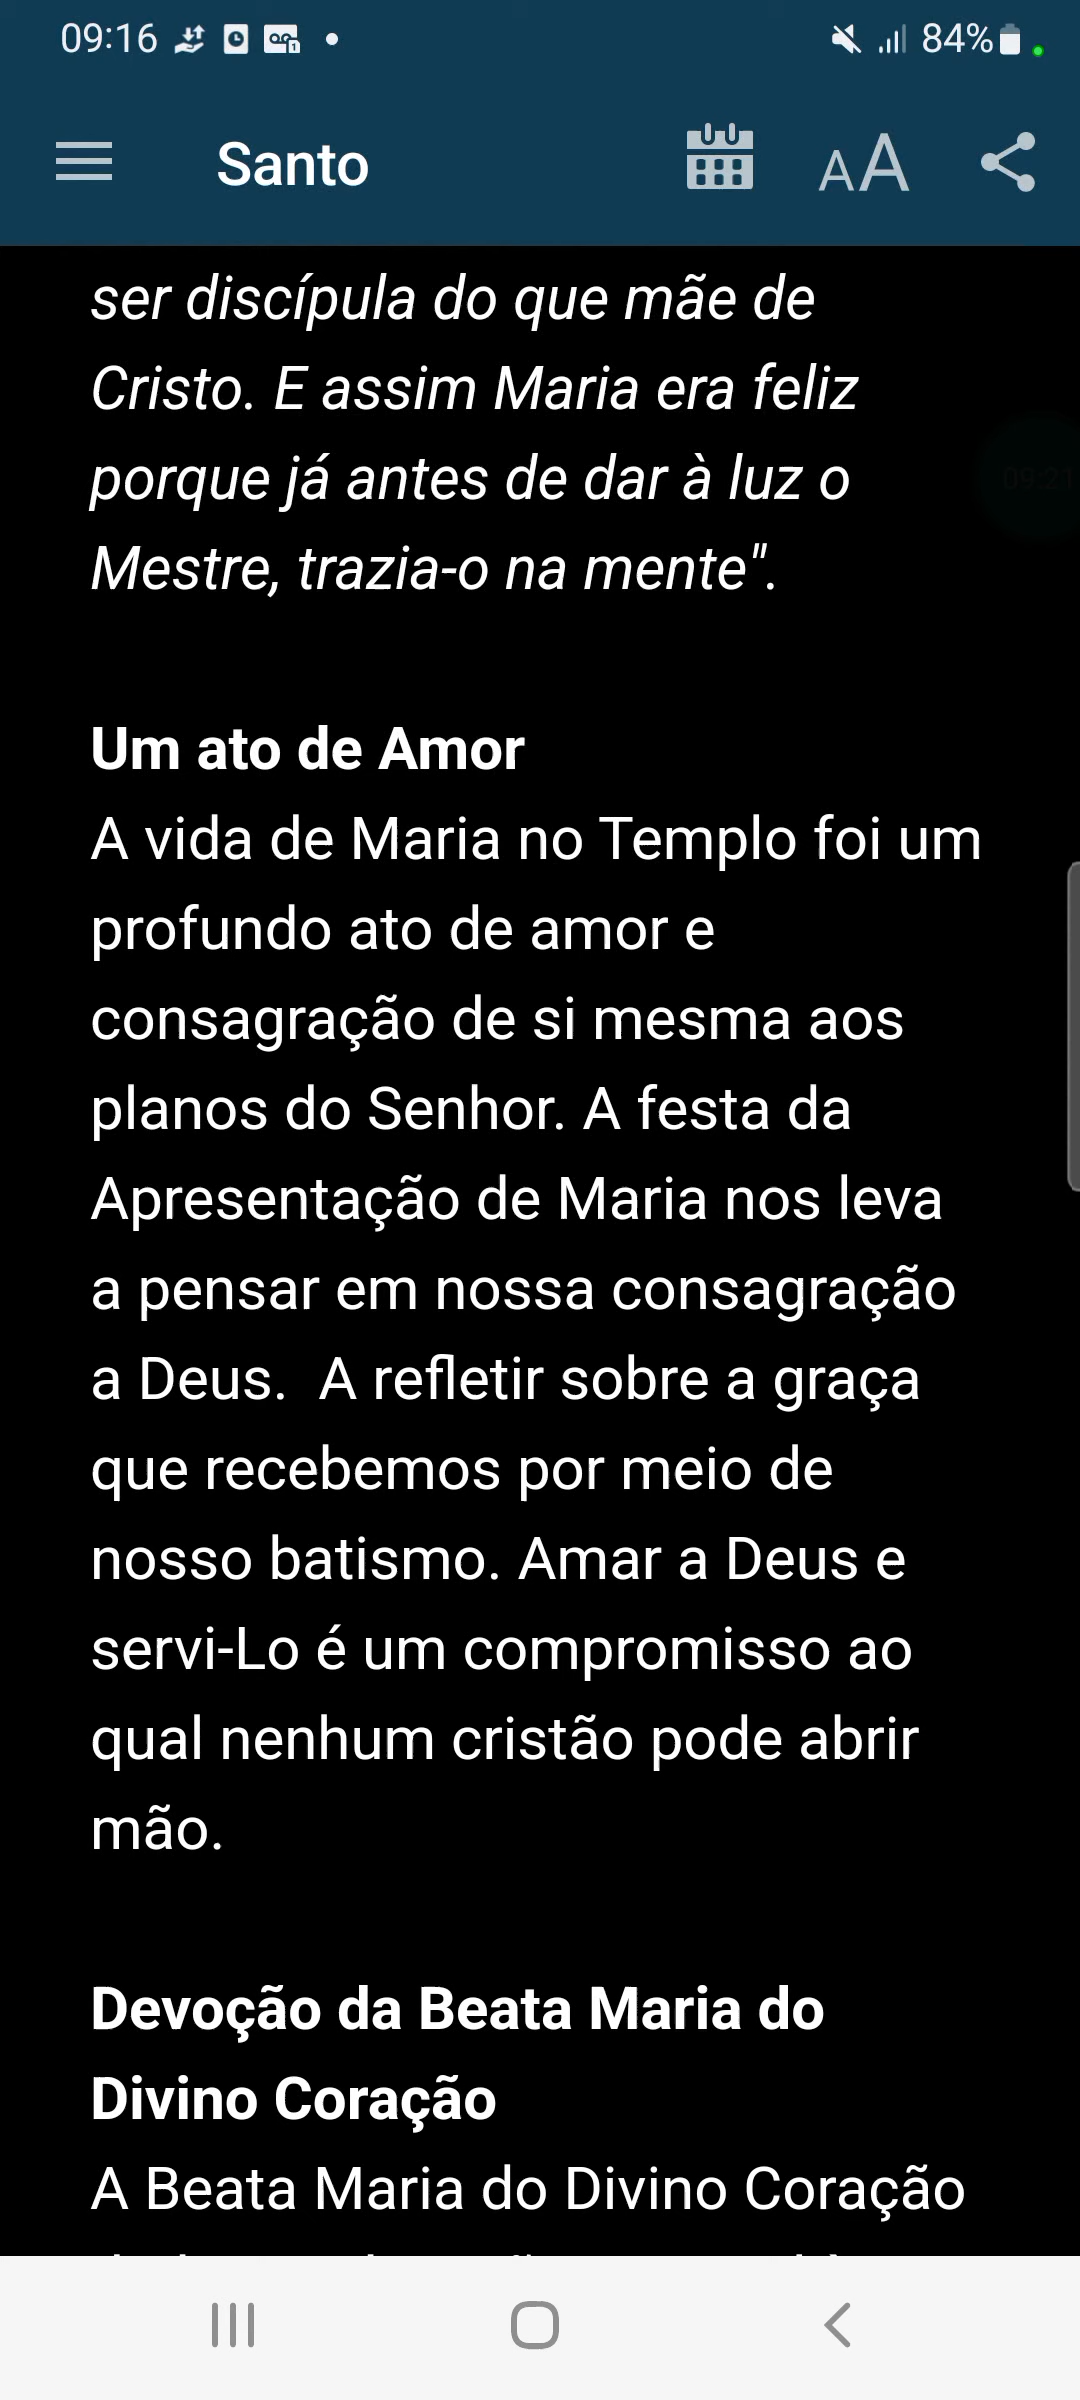 09:16
84%
Santo
AA
ser discípula do que mãe de
Cristo. E assim Maria era feliz
porque já antes de dar à luz o
09:21
Mestre, trazia-o na mente".
Um ato de Amor
A vida de Maria no Templo foi um
profundo ato de amor e
consagração de si mesma aos
planos do Senhor. A festa da
Apresentação de Maria nos leva
a pensar em nossa consagração
a Deus.  A refletir sobre a graça
que recebemos por meio de
nosso batismo. Amar a Deus e
servi-Lo é um compromisso ao
qual nenhum cristão pode abrir
mão.
Devoção da Beata Maria do
Divino Coração
A Beata Maria do Divino Coração